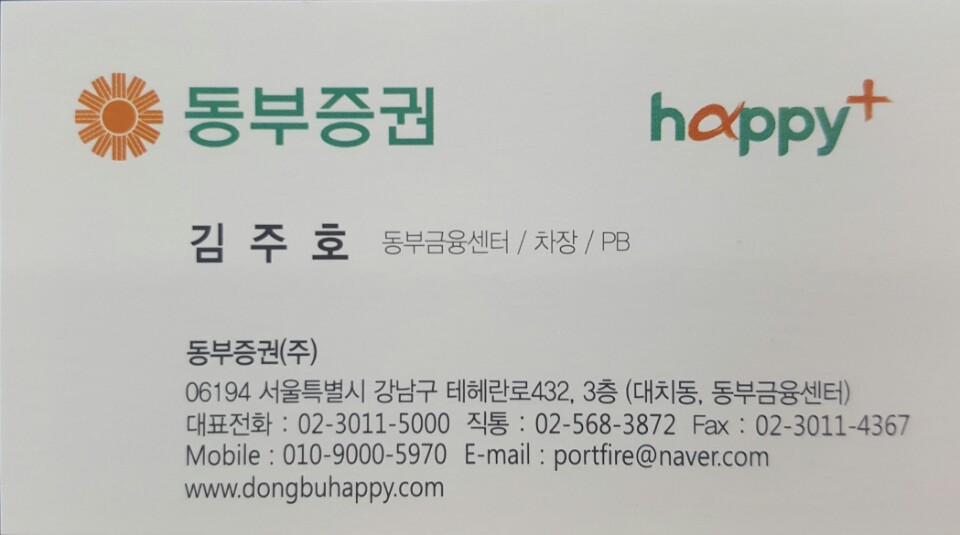 동부증권
happy+
김 주 호 동부금융센터 / 차장 / PB
동부증권(주)
06194 서울특별시 강남구 테헤란로432, 3층 (대치동, 동부금융센터)
대표전화 : 02-3011-5000 직통 : 02-568-3872 Fax : 02-3011-4367
Mobile : 010-9000-5970 E-mail : portfire@naver.com
www.dongbuhappy.com